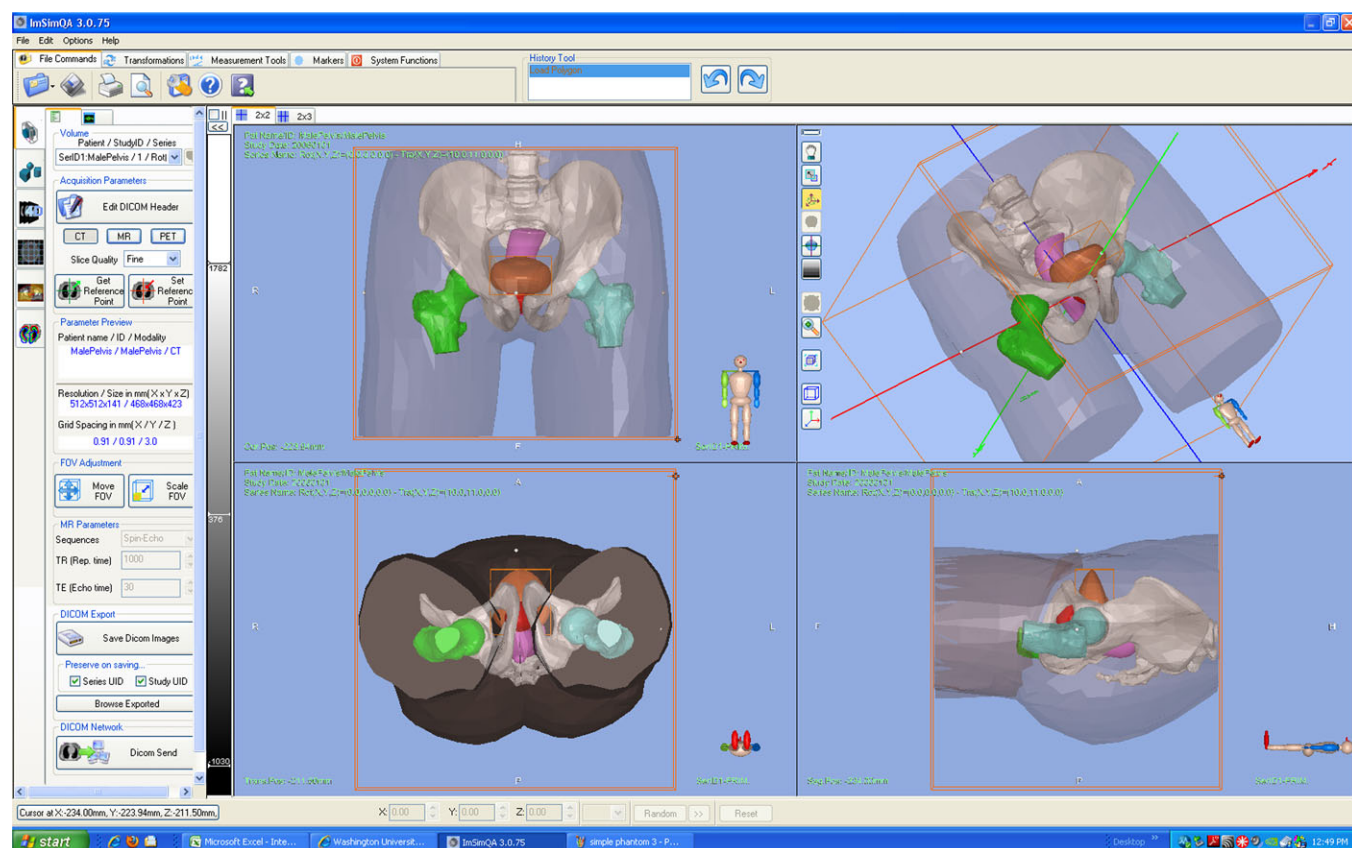 ImSimQA 3.0.75
File Edit Options Help
File Commands Transformations Measurement Tools Markers System Functions
History Tool
Load Polygon
2x2 2x3
Volume
Patient / StudyID / Series
SerID1:MalePelvis / 1 / Rot(
Acquisition Parameters
Edit DICOM Header
CT MR PET
Slice Quality Fine
Get Reference Point
Set Reference Point
Parameter Preview
Patient name / ID / Modality
MalePelvis / MalePelvis / CT
Resolution / Size in mm(X x Y x Z)
512x512x141 / 468x468x423
Grid Spacing in mm(X / Y / Z )
0.91 / 0.91 / 3.0
FOV Adjustment
Move FOV
Scale FOV
MR Parameters
Sequences Spin-Echo
TR (Rep. time) 1000
TE (Echo time) 30
DICOM Export
Save Dicom Images
Preserve on saving...
Series UID Study UID
Browse Exported
DICOM Network
Dicom Send
<<
1782
376
-1030
H
R L
F
A
R L
P
A
F H
P
Cursor at X:-234.00mm, Y:-223.94mm, Z:-211.50mm,
X: 0.00 Y: 0.00 Z: 0.00 Random >> Reset
start
Microsoft Excel - Inte...
Washington Universit...
ImSimQA 3.0.75
simple phantom 3 - P...
Desktop »
12:49 PM